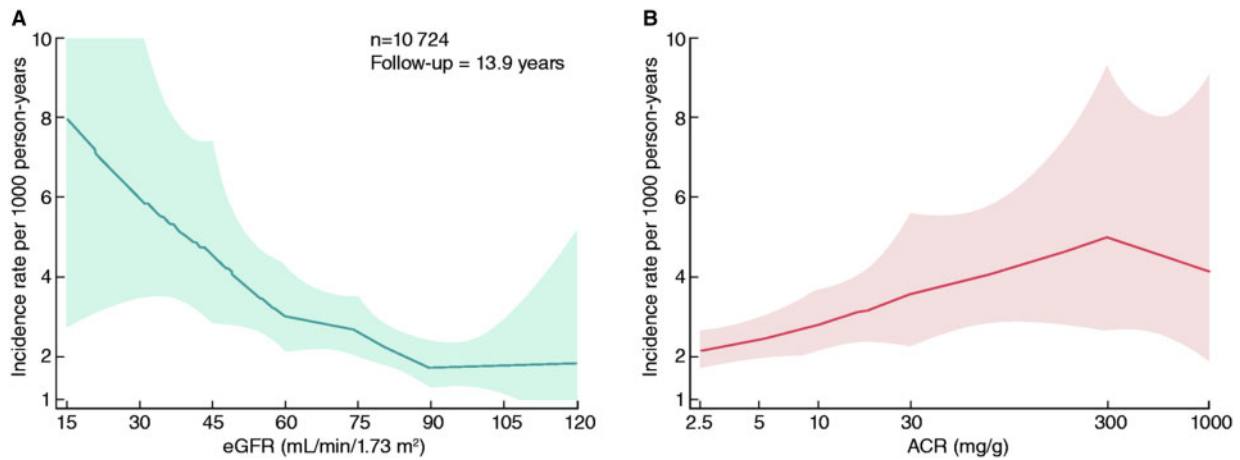 A
n=10 724
Follow-up = 13.9 years
Incidence rate per 1000 person-years
10
8
6
4
2
1
15 30 45 60 75 90 105 120
eGFR (mL/min/1.73 m²)
B
Incidence rate per 1000 person-years
10
8
6
4
2
1
2.5 5 10 30 300 1000
ACR (mg/g)